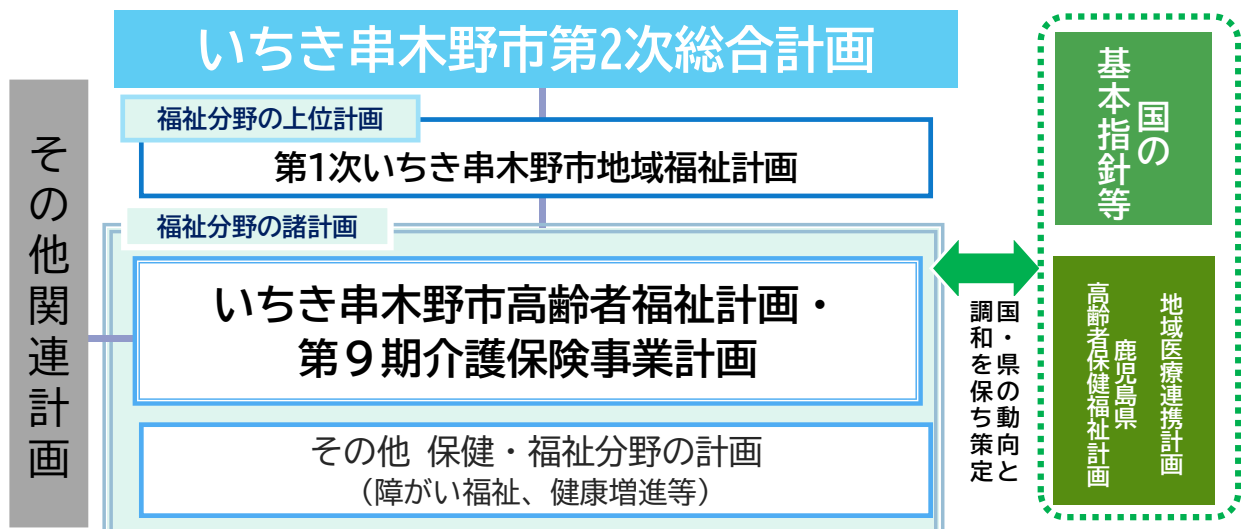 いちき串木野市第2次総合計画
福祉分野の上位計画
第1次いちき串木野市地域福祉計画
福祉分野の諸計画
いちき串木野市高齢者福祉計画・
第９期介護保険事業計画
その他 保健・福祉分野の計画
（障がい福祉、健康増進等）
その他関連計画
国・県の動向と
調和を保ち策定
国の
基本指針等
地域医療連携計画
鹿児島県
高齢者保健福祉計画